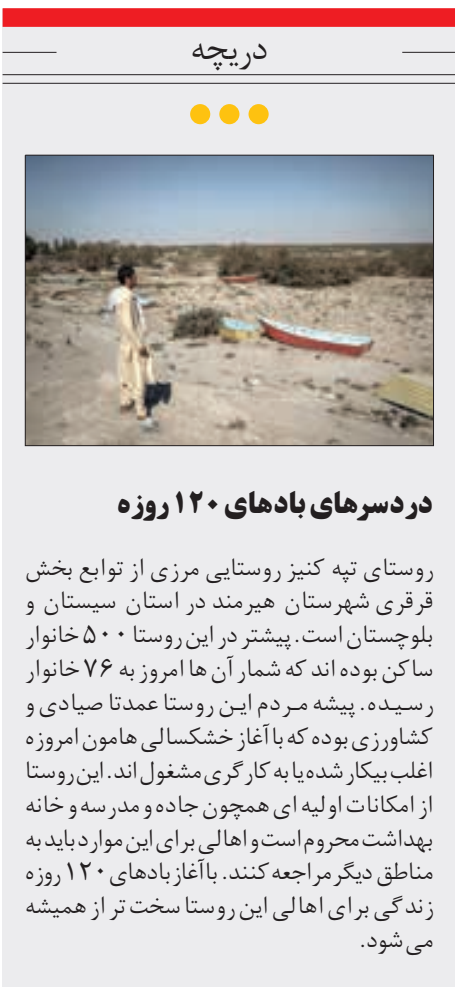 دریچه
دردسرهای بادهای ۱۲۰ روزه
روستای تپه کنیز روستایی مرزی از توابع بخش
قرقری شهرستان هیرمند در استان سیستان و
بلوچستان است. پیشتر در این روستا ۵۰۰ خانوار
ساکن بوده اند که شمار آن ها امروز به ۷۶ خانوار
رسیده. پیشه مردم این روستا عمدتا صیادی و
کشاورزی بوده که با آغاز خشکسالی هامون امروزه
اغلب بیکار شده یا به کارگری مشغول اند. این روستا
از امکانات اولیه ای همچون جاده و مدرسه و خانه
بهداشت محروم است و اهالی برای این موارد باید به
مناطق دیگر مراجعه کنند. با آغاز بادهای ۱۲۰ روزه
زندگی برای اهالی این روستا سخت تر از همیشه
می شود.